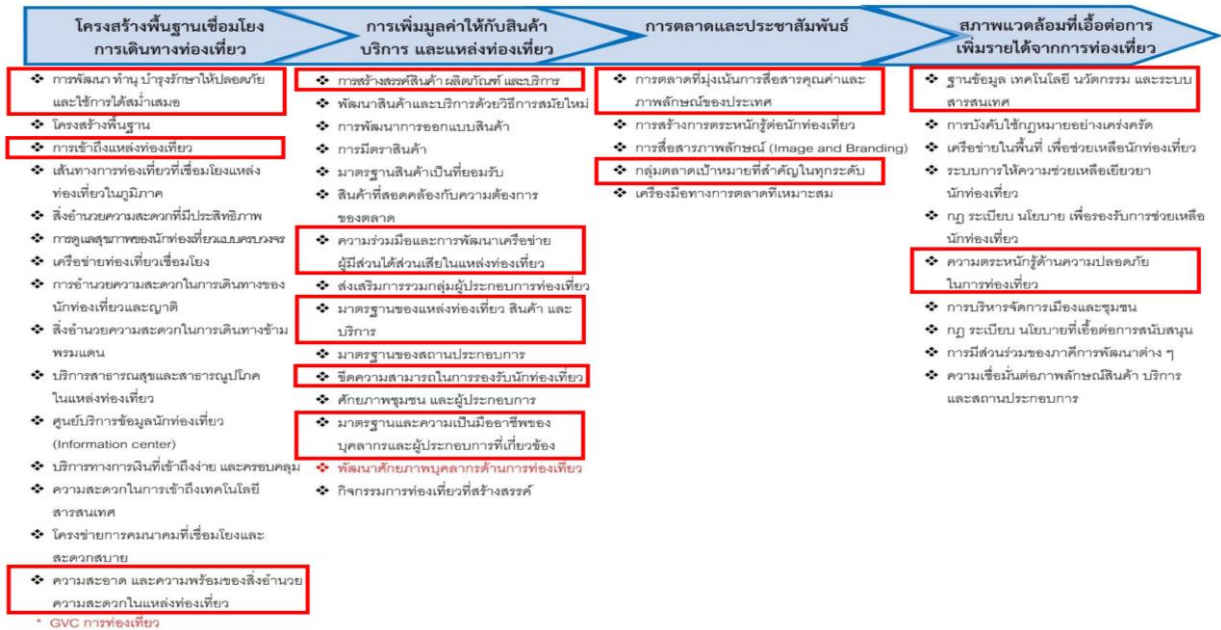 โครงสร้างพื้นฐานเชื่อมโยง
การเดินทางท่องเที่ยว
❖ การพัฒนา ทำนุ บำรุงรักษาให้ปลอดภัย
และใช้การได้สม่ำเสมอ
❖ โครงสร้างพื้นฐาน
❖ การเข้าถึงแหล่งท่องเที่ยว
❖ เส้นทางการท่องเที่ยวที่เชื่อมโยงแหล่ง
ท่องเที่ยวในภูมิภาค
❖ สิ่งอำนวยความสะดวกที่มีประสิทธิภาพ
❖ การดูแลสุขภาพของนักท่องเที่ยวแบบครบวงจร
❖ เครือข่ายท่องเที่ยวเชื่อมโยง
❖ การอำนวยความสะดวกในการเดินทางของ
นักท่องเที่ยวและญาติ
❖ สิ่งอำนวยความสะดวกในการเดินทางข้าม
พรมแดน
❖ บริการสาธารณสุขและสาธารณูปโภค
ในแหล่งท่องเที่ยว
❖ ศูนย์บริการข้อมูลนักท่องเที่ยว
(Information center)
❖ บริการทางการเงินที่เข้าถึงง่าย และครอบคลุม
❖ ความสะดวกในการเข้าถึงเทคโนโลยี
สารสนเทศ
❖ โครงข่ายการคมนาคมที่เชื่อมโยงและ
สะดวกสบาย
❖ ความสะอาด และความพร้อมของสิ่งอำนวย
ความสะดวกในแหล่งท่องเที่ยว
* GVC การท่องเที่ยว
การเพิ่มมูลค่าให้กับสินค้า
บริการ และแหล่งท่องเที่ยว
❖ การสร้างสรรค์สินค้า ผลิตภัณฑ์ และบริการ
❖ พัฒนาสินค้าและบริการด้วยวิธีการสมัยใหม่
❖ การพัฒนาการออกแบบสินค้า
❖ การมีตราสินค้า
❖ มาตรฐานสินค้าเป็นที่ยอมรับ
❖ สินค้าที่สอดคล้องกับความต้องการ
ของตลาด
❖ ความร่วมมือและการพัฒนาเครือข่าย
ผู้มีส่วนได้ส่วนเสียในแหล่งท่องเที่ยว
❖ ส่งเสริมการรวมกลุ่มผู้ประกอบการท่องเที่ยว
❖ มาตรฐานของแหล่งท่องเที่ยว สินค้า และ
บริการ
❖ มาตรฐานของสถานประกอบการ
❖ ขีดความสามารถในการรองรับนักท่องเที่ยว
❖ ศักยภาพชุมชน และผู้ประกอบการ
❖ มาตรฐานและความเป็นมืออาชีพของ
บุคลากรและผู้ประกอบการที่เกี่ยวข้อง
❖ พัฒนาศักยภาพบุคลากรด้านการท่องเที่ยว
❖ กิจกรรมการท่องเที่ยวที่สร้างสรรค์
การตลาดและประชาสัมพันธ์
❖ การตลาดที่มุ่งเน้นการสื่อสารคุณค่าและ
ภาพลักษณ์ของประเทศ
❖ การสร้างการตระหนักรู้ต่อนักท่องเที่ยว
❖ การสื่อสารภาพลักษณ์ (Image and Branding)
❖ กลุ่มตลาดเป้าหมายที่สำคัญในทุกระดับ
❖ เครื่องมือทางการตลาดที่เหมาะสม
สภาพแวดล้อมที่เอื้อต่อการ
เพิ่มรายได้จากการท่องเที่ยว
❖ ฐานข้อมูล เทคโนโลยี นวัตกรรม และระบบ
สารสนเทศ
❖ การบังคับใช้กฎหมายอย่างเคร่งครัด
❖ เครือข่ายในพื้นที่ เพื่อช่วยเหลือนักท่องเที่ยว
❖ ระบบการให้ความช่วยเหลือเยียวยา
นักท่องเที่ยว
❖ กฎ ระเบียบ นโยบาย เพื่อรองรับการช่วยเหลือ
นักท่องเที่ยว
❖ ความตระหนักรู้ด้านความปลอดภัย
ในการท่องเที่ยว
❖ การบริหารจัดการเมืองและชุมชน
❖ กฎ ระเบียบ นโยบายที่เอื้อต่อการสนับสนุน
❖ การมีส่วนร่วมของภาคีการพัฒนาต่าง ๆ
❖ ความเชื่อมั่นต่อภาพลักษณ์สินค้า บริการ
และสถานประกอบการ